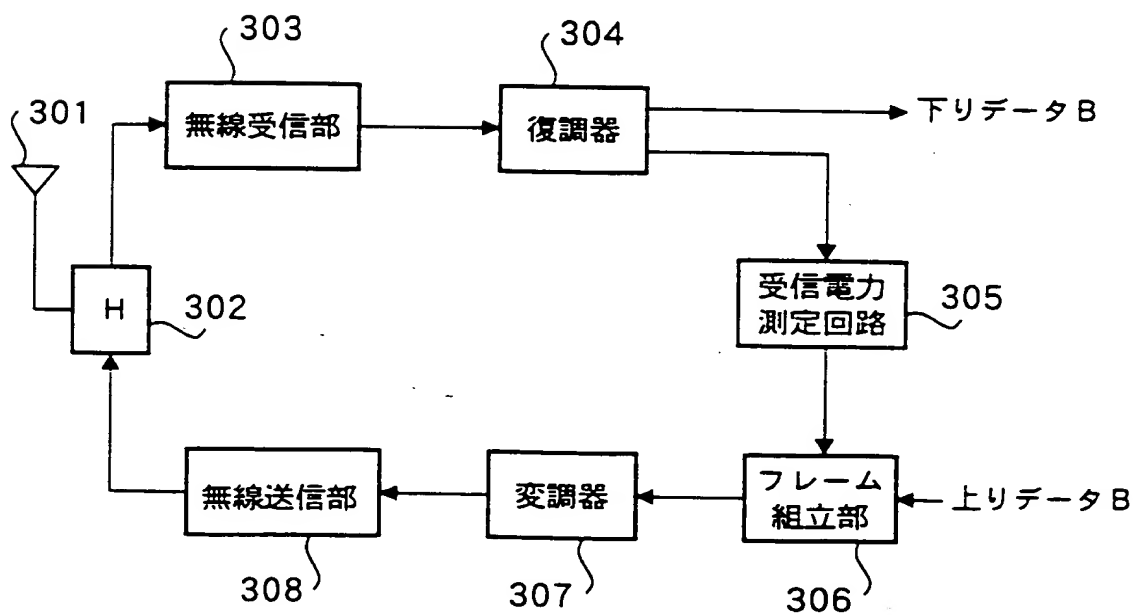 303
304
301
無線受信部
復調器
下りデータB
H
302
受信電力
測定回路
305
無線送信部
変調器
フレーム
組立部
上りデータB
308
307
306